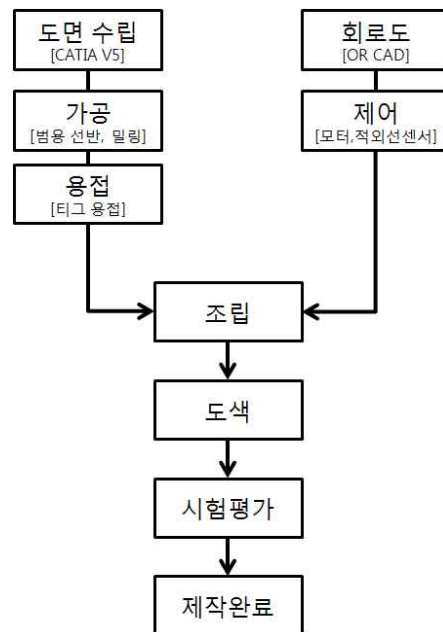 도면 수립
[CATIA V5]
가공
[범용 선반, 밀링]
용접
[티그 용접]
회로도
[OR CAD]
제어
[모터,적외선센서]
조립
도색
시험평가
제작완료